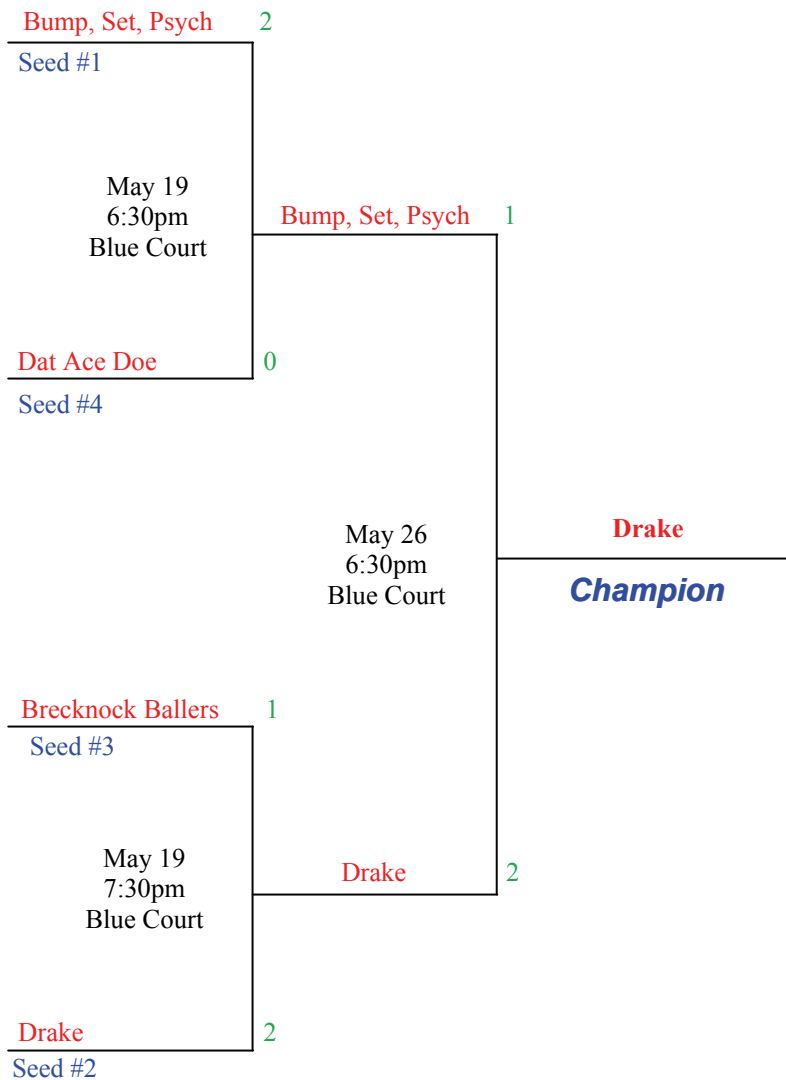 Bump, Set, Psych 2
Seed #1
May 19
6:30pm
Blue Court
Bump, Set, Psych 1
Dat Ace Doe 0
Seed #4
May 26
6:30pm
Blue Court
Drake
Champion
Brecknock Ballers 1
Seed #3
May 19
7:30pm
Blue Court
Drake 2
Drake 2
Seed #2